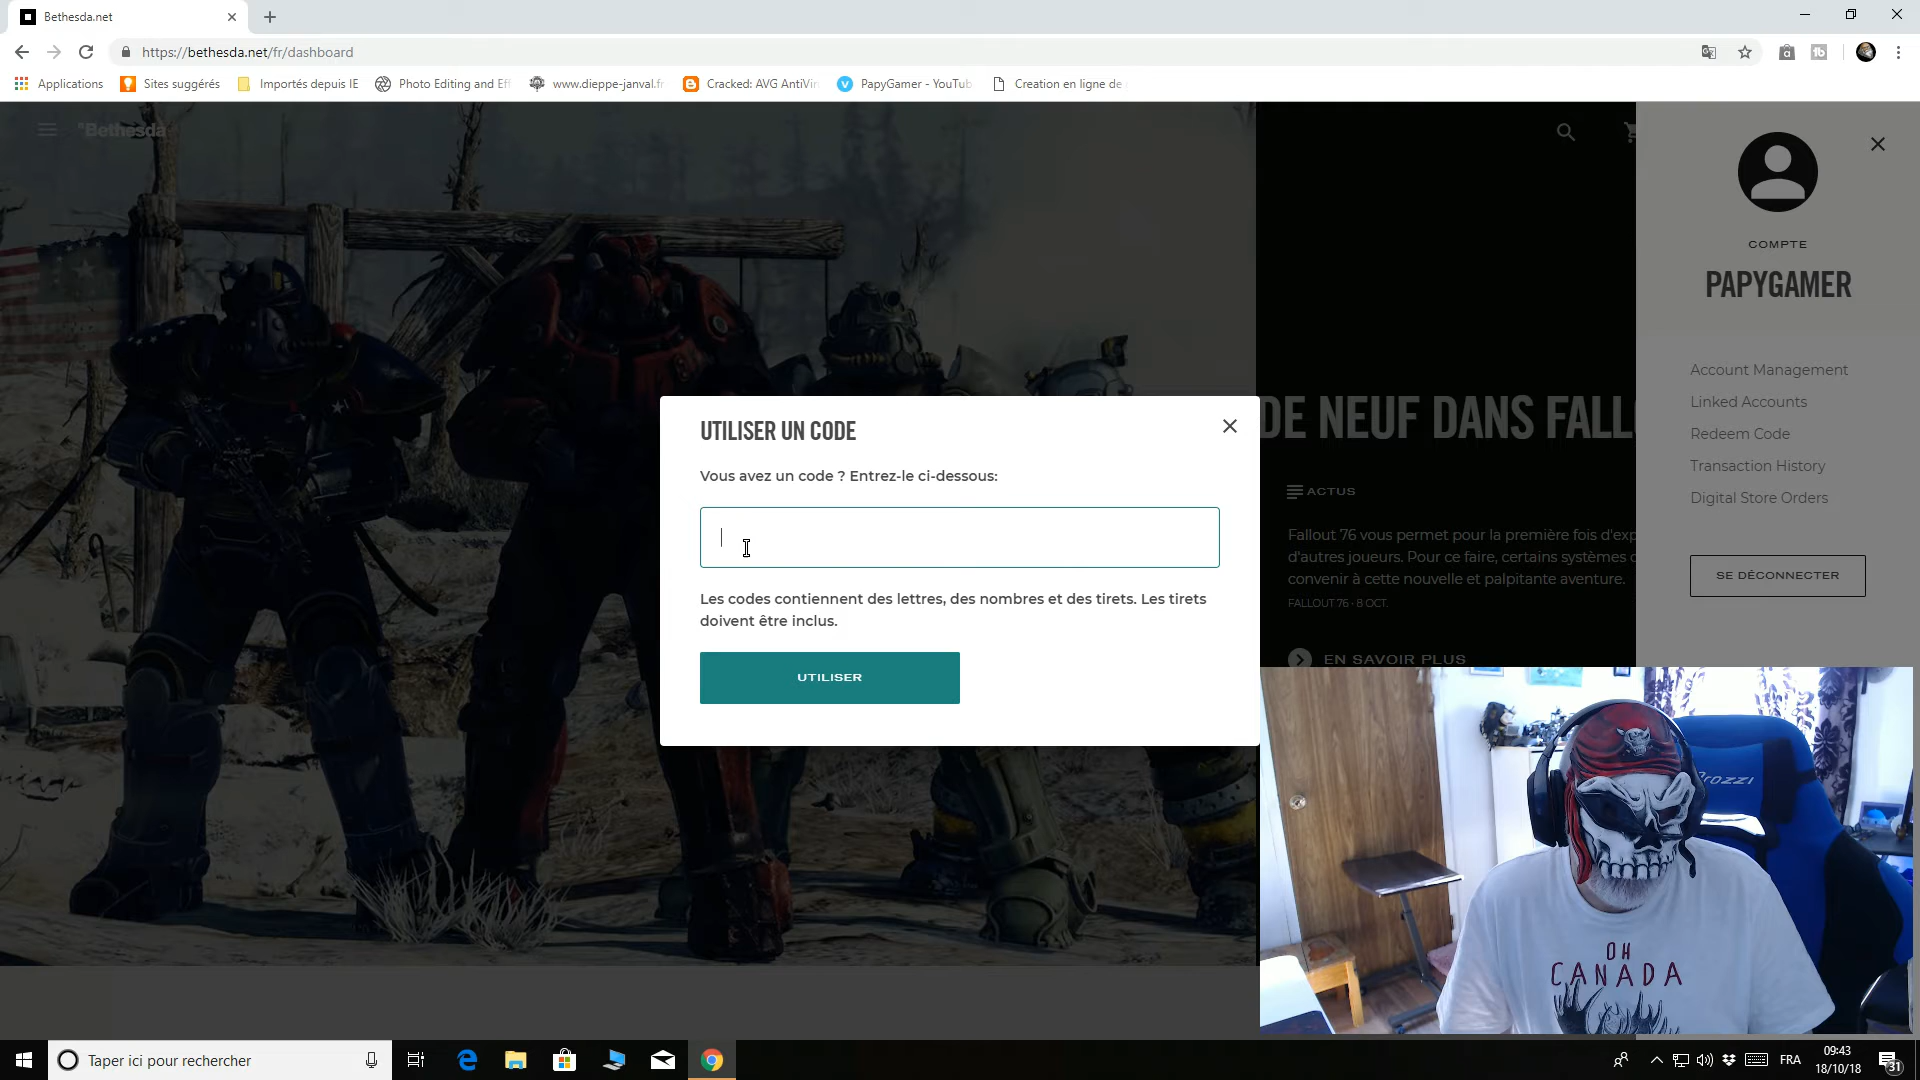 Bethesda.net
https://bethesda.net/fr/dashboard
Applications
Sites suggérés
Importés depuis IE
Photo Editing and Eff
www.dieppe-janval.fr
Cracked: AVG AntiVir
PapyGamer - YouTub
Creation en ligne de
Bethesda
UTILISER UN CODE
Vous avez un code ? Entrez-le ci-dessous:
Les codes contiennent des lettres, des nombres et des tirets. Les tirets
doivent être inclus.
UTILISER
DE NEUF DANS FALL
ACTUS
Fallout 76 vous permet pour la première fois d'exp
d'autres joueurs. Pour ce faire, certains systèmes
convenir à cette nouvelle et palpitante aventure.
FALLOUT 76 · 8 OCT.
EN SAVOIR PLUS
COMPTE
PAPYGAMER
Account Management
Linked Accounts
Redeem Code
Transaction History
Digital Store Orders
SE DÉCONNECTER
OH
CANADA
Taper ici pour rechercher
FRA
09:43
18/10/18
31